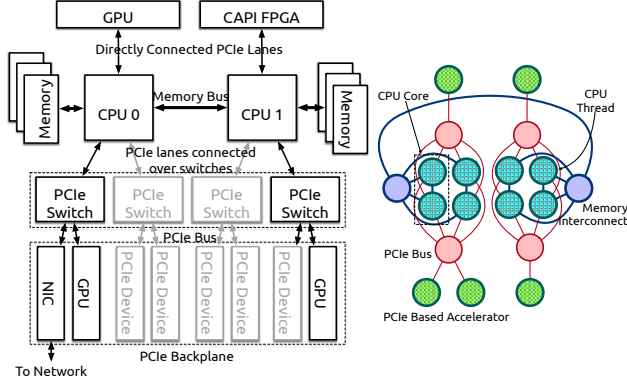 GPU
CAPI FPGA
Directly Connected PCIe Lanes
Memory
CPU 0
Memory Bus
CPU 1
Memory
PCIe lanes connected
over switches
PCIe
Switch
PCIe
Switch
PCIe
Switch
PCIe
Switch
PCIe Bus
NIC
GPU
PCIe Device
PCIe Device
PCIe Device
PCIe Device
PCIe Device
GPU
PCIe Backplane
To Network
CPU Core
CPU
Thread
Memory
Interconnect
PCIe Bus
PCIe Based Accelerator